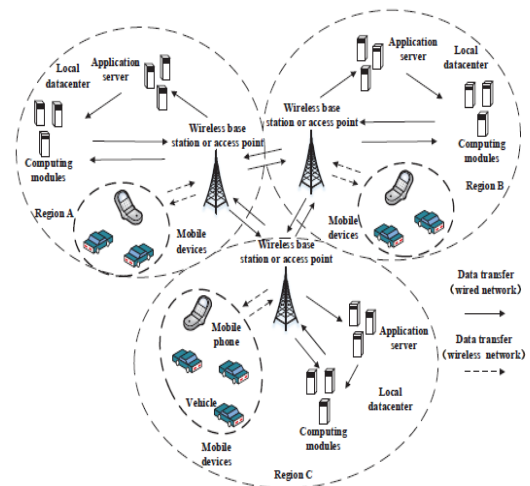 Application
server
Local
datacenter
Wireless base
station or access point
Computing
modules
Region A
Mobile
devices
Application
server
Local
datacenter
Wireless base
station or access point
Computing
modules
Region B
Mobile
devices
Wireless base
station or access point
Mobile
phone
Vehicle
Mobile
devices
Application
server
Local
datacenter
Computing
modules
Region C
Data transfer
(wired network)
Data transfer
(wireless network)